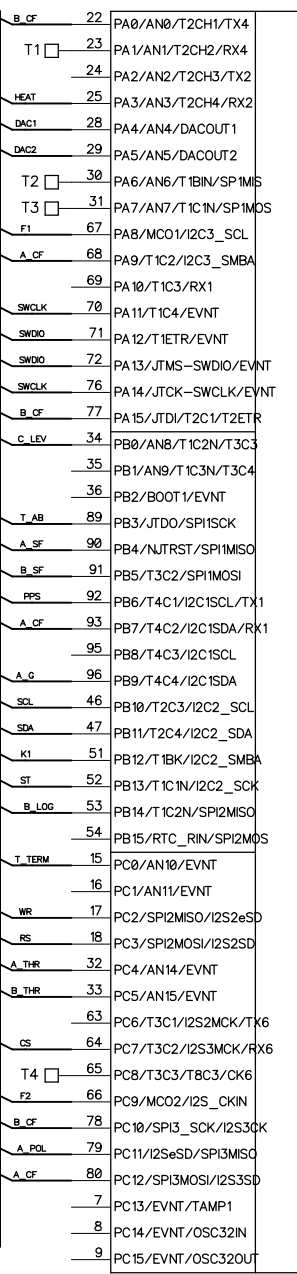 B_CF 22 PA0/AN0/T2CH1/TX4
T1 23 PA1/AN1/T2CH2/RX4
24 PA2/AN2/T2CH3/TX2
HEAT 25 PA3/AN3/T2CH4/RX2
DAC1 28 PA4/AN4/DACOUT1
DAC2 29 PA5/AN5/DACOUT2
T2 30 PA6/AN6/T1BIN/SP1MIS
T3 31 PA7/AN7/T1C1N/SP1MOS
F1 67 PA8/MCO1/I2C3_SCL
A_CF 68 PA9/T1C2/I2C3_SMBA
69 PA10/T1C3/RX1
SWCLK 70 PA11/T1C4/EVNT
SWDIO 71 PA12/T1ETR/EVNT
SWDIO 72 PA13/JTMS-SWDIO/EVNT
SWCLK 76 PA14/JTCK-SWCLK/EVNT
B_CF 77 PA15/JTDI/T2C1/T2ETR
C_LEV 34 PB0/AN8/T1C2N/T3C3
35 PB1/AN9/T1C3N/T3C4
36 PB2/BOOT1/EVNT
T_AB 89 PB3/JTDO/SPI1SCK
A_SF 90 PB4/NJTRST/SPI1MISO
B_SF 91 PB5/T3C2/SPI1MOSI
PPS 92 PB6/T4C1/I2C1SCL/TX1
A_CF 93 PB7/T4C2/I2C1SDA/RX1
95 PB8/T4C3/I2C1SCL
A_G 96 PB9/T4C4/I2C1SDA
SCL 46 PB10/T2C3/I2C2_SCL
SDA 47 PB11/T2C4/I2C2_SDA
K1 51 PB12/T1BK/I2C2_SMBA
ST 52 PB13/T1C1N/I2C2_SCK
B_LOG 53 PB14/T1C2N/SPI2MISO
54 PB15/RTC_RIN/SPI2MOS
T_TERM 15 PC0/AN10/EVNT
16 PC1/AN11/EVNT
WR 17 PC2/SPI2MISO/I2S2eSD
RS 18 PC3/SPI2MOSI/I2S2SD
A_THR 32 PC4/AN14/EVNT
B_THR 33 PC5/AN15/EVNT
63 PC6/T3C1/I2S2MCK/TX6
CS 64 PC7/T3C2/I2S3MCK/RX6
T4 65 PC8/T3C3/T8C3/CK6
F2 66 PC9/MCO2/I2S_CKIN
B_CF 78 PC10/SPI3_SCK/I2S3CK
A_POL 79 PC11/I2SeSD/SPI3MISO
A_CF 80 PC12/SPI3MOSI/I2S3SD
7 PC13/EVNT/TAMP1
8 PC14/EVNT/OSC32IN
9 PC15/EVNT/OSC32OUT